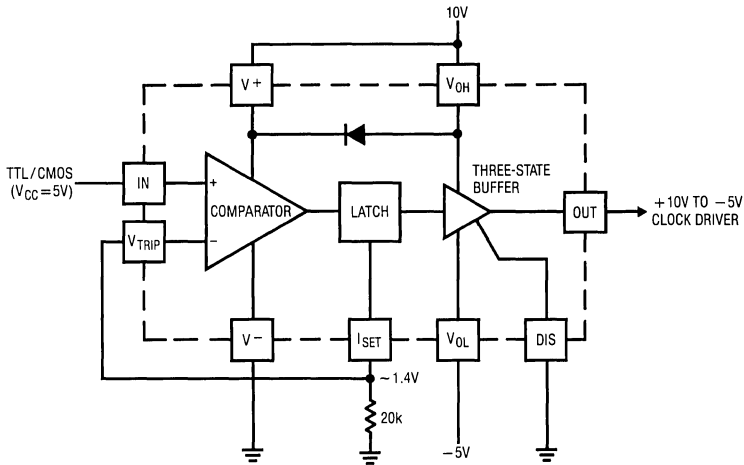 10V
V+
VOH
TTL/CMOS
(VCC=5V)
IN
+
COMPARATOR
LATCH
THREE-STATE
BUFFER
OUT
+10V TO −5V
CLOCK DRIVER
VTRIP
−
V−
ISET
VOL
DIS
~1.4V
20k
−5V